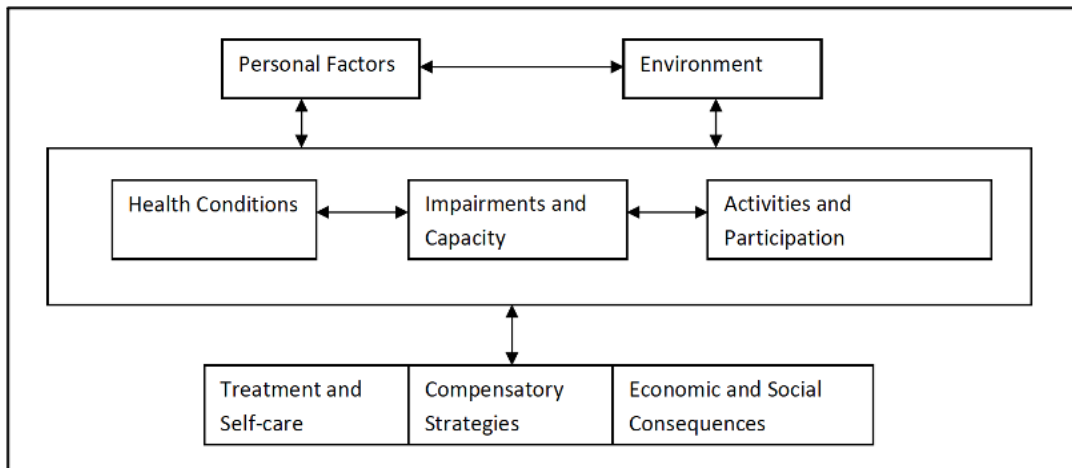 Personal Factors
Environment
Health Conditions
Impairments and
Capacity
Activities and
Participation
Treatment and
Self-care
Compensatory
Strategies
Economic and Social
Consequences